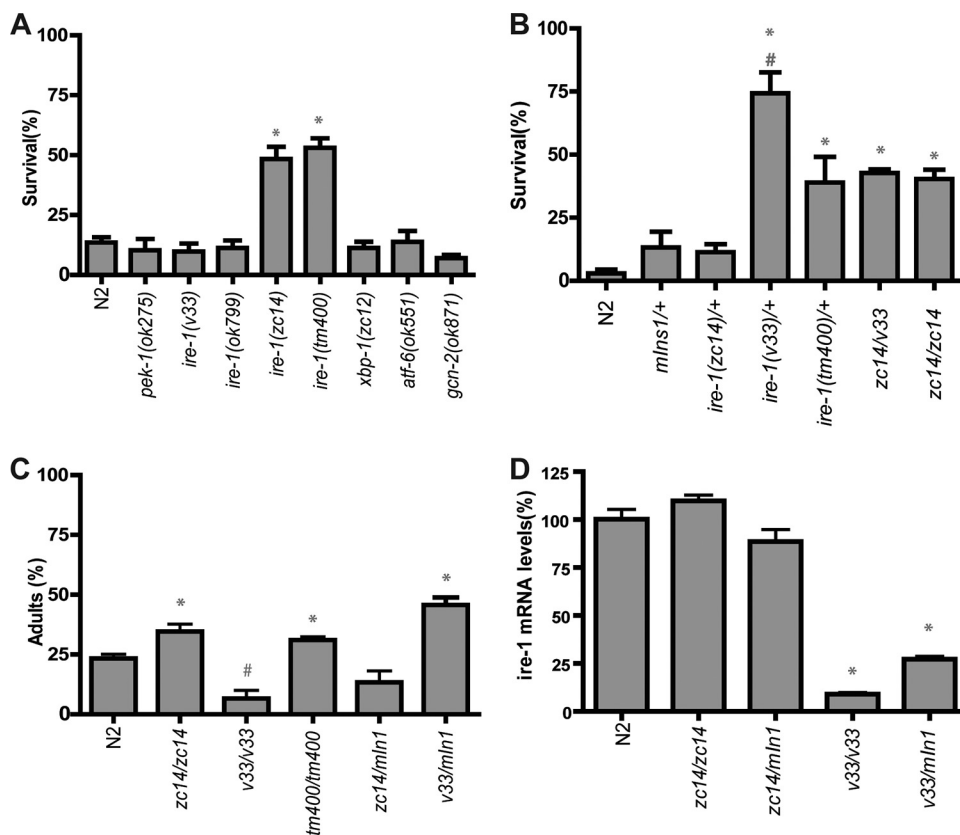 A
Survival(%)
100
75
50
25
0
*
*
N2
pek-1(ok275)
ire-1(v33)
ire-1(ok799)
ire-1(zc14)
ire-1(tm400)
xbp-1(zc12)
atf-6(ok551)
gcn-2(ok871)
B
Survival(%)
100
75
50
25
0
*
#
*
*
*
N2
mIns1/+
ire-1(zc14)/+
ire-1(v33)/+
ire-1(tm400)/+
zc14/v33
zc14/zc14
C
Adults (%)
100
75
50
25
0
*
#
*
*
N2
zc14/zc14
v33/v33
tm400/tm400
zc14/mIn1
v33/mIn1
D
ire-1 mRNA levels(%)
125
100
75
50
25
0
*
*
N2
zc14/zc14
zc14/mIn1
v33/v33
v33/mIn1